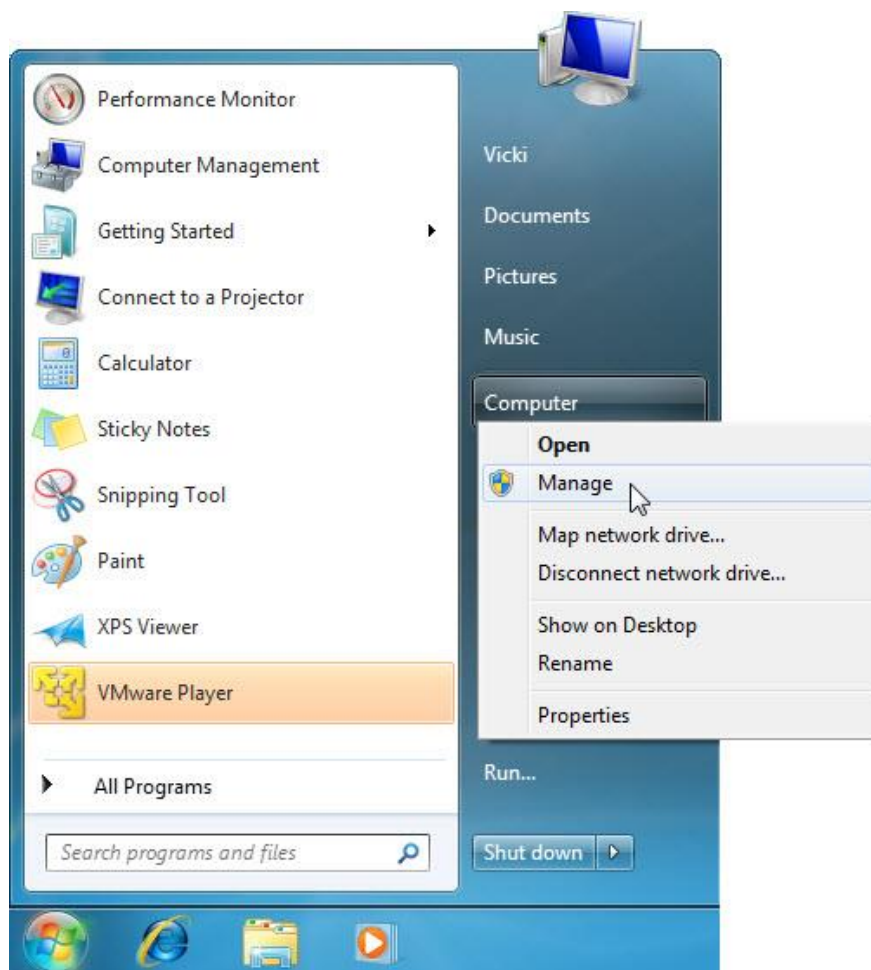 Performance Monitor
Computer Management
Getting Started
Connect to a Projector
Calculator
Sticky Notes
Snipping Tool
Paint
XPS Viewer
VMware Player
All Programs
Search programs and files
Vicki
Documents
Pictures
Music
Computer
Open
Manage
Map network drive...
Disconnect network drive...
Show on Desktop
Rename
Properties
Run...
Shut down